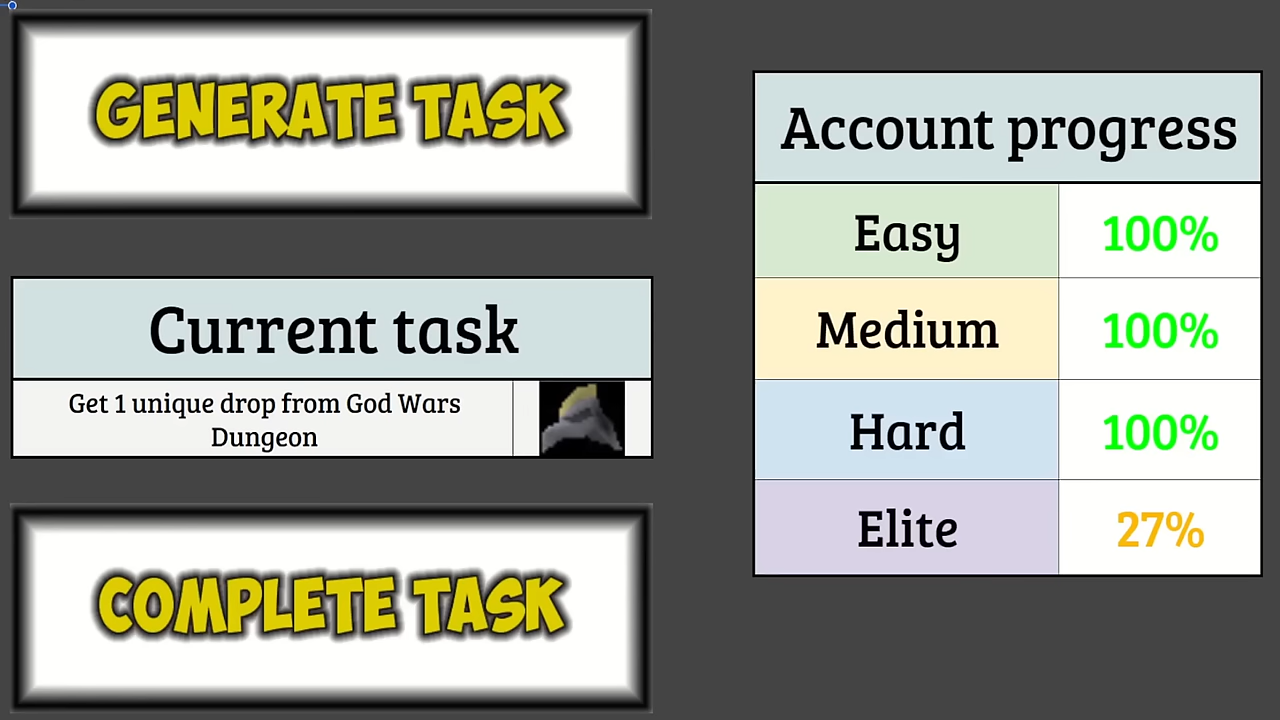 GENERATE TASK
Current task
Get 1 unique drop from God Wars
Dungeon
COMPLETE TASK
Account progress
Easy 100%
Medium 100%
Hard 100%
Elite 27%